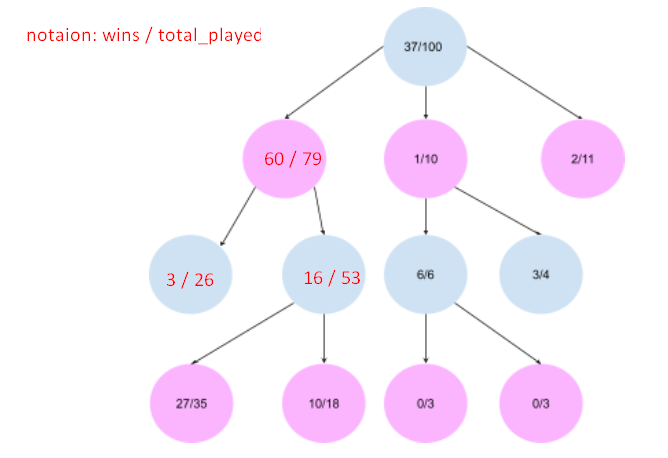 notaion: wins / total_played
37/100
60 / 79
1/10
2/11
3 / 26
16 / 53
6/6
3/4
27/35
10/18
0/3
0/3